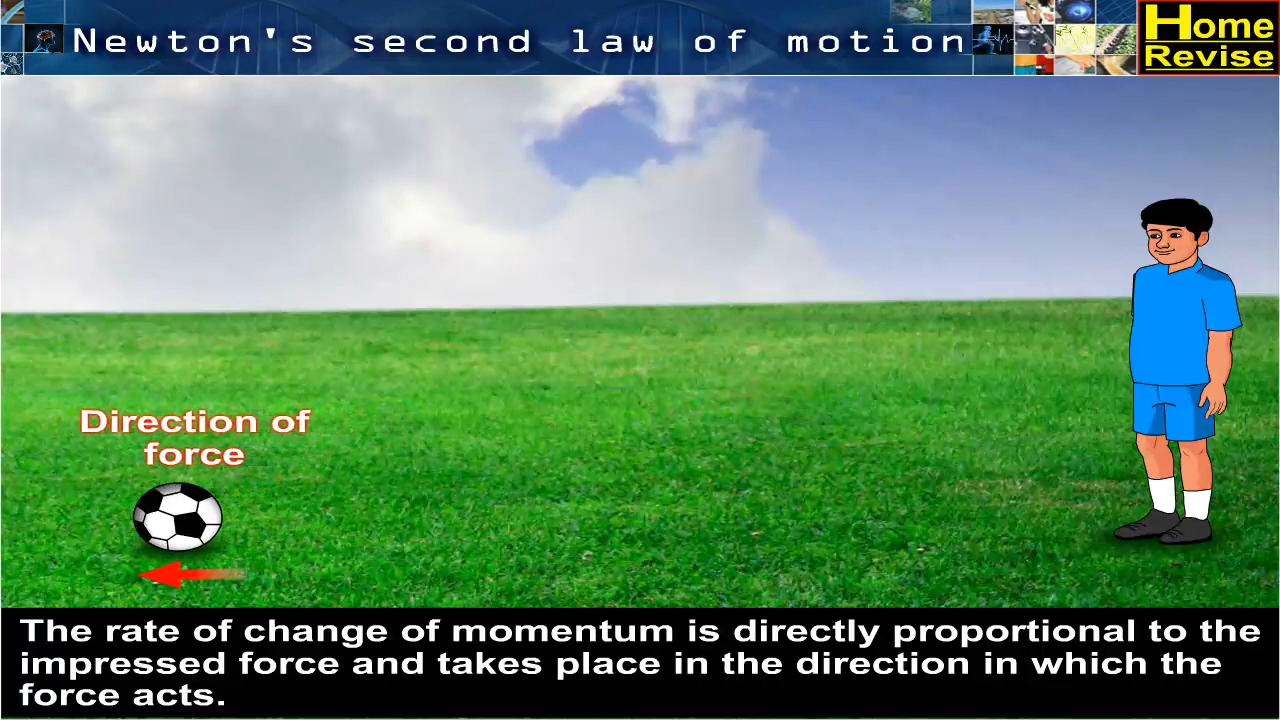 Newton's second law of motion
Home
Revise
Direction of
force
The rate of change of momentum is directly proportional to the
impressed force and takes place in the direction in which the
force acts.